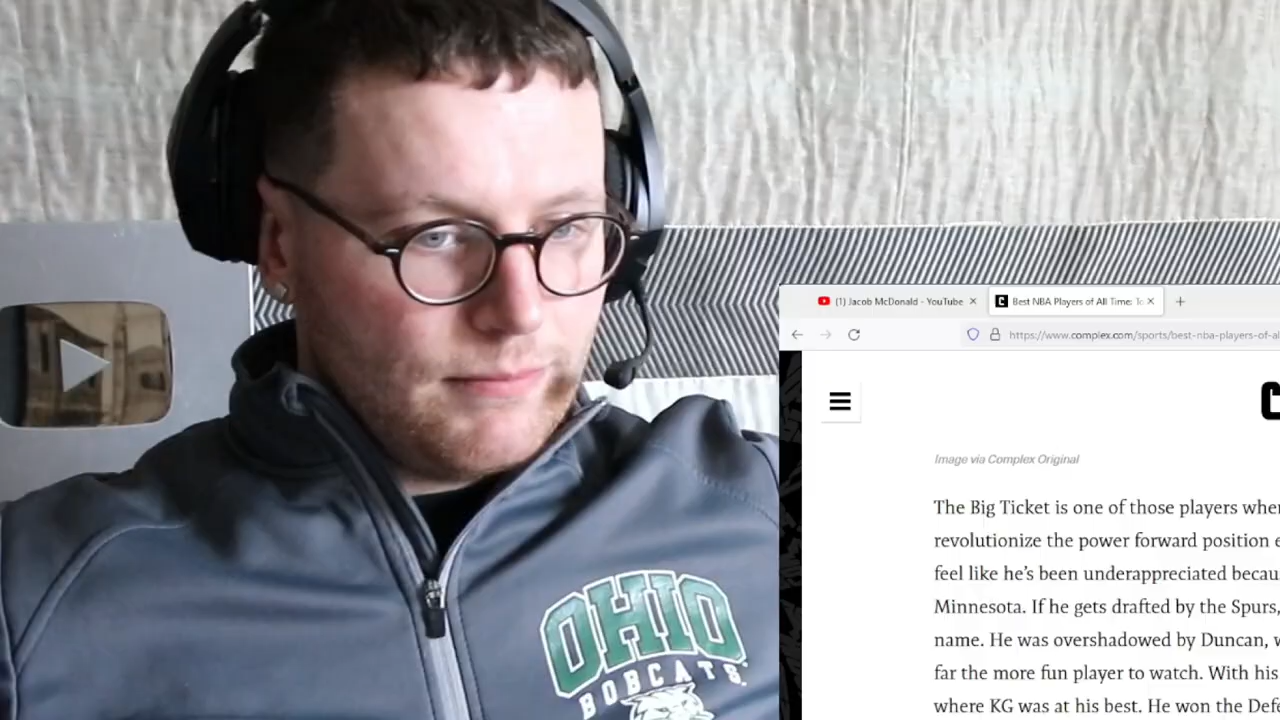 (1) Jacob McDonald - YouTube
Best NBA Players of All Time: To
https://www.complex.com/sports/best-nba-players-of-al
Image via Complex Original
The Big Ticket is one of those players wher
revolutionize the power forward position e
feel like he's been underappreciated becau
Minnesota. If he gets drafted by the Spurs,
name. He was overshadowed by Duncan, w
far the more fun player to watch. With his
where KG was at his best. He won the Defe
OHIO
BOBCATS